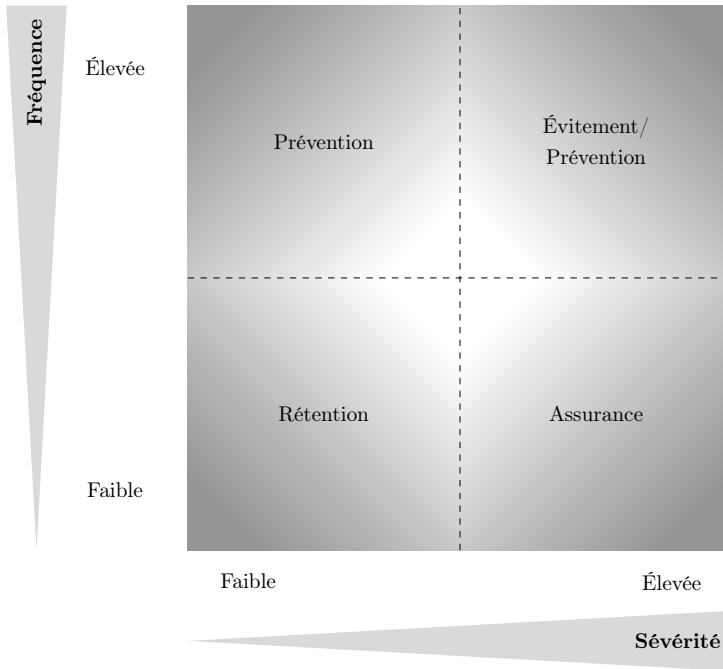 Fréquence
Élevée
Prévention
Évitement/
Prévention
Rétention
Assurance
Faible
Faible
Élevée
Sévérité